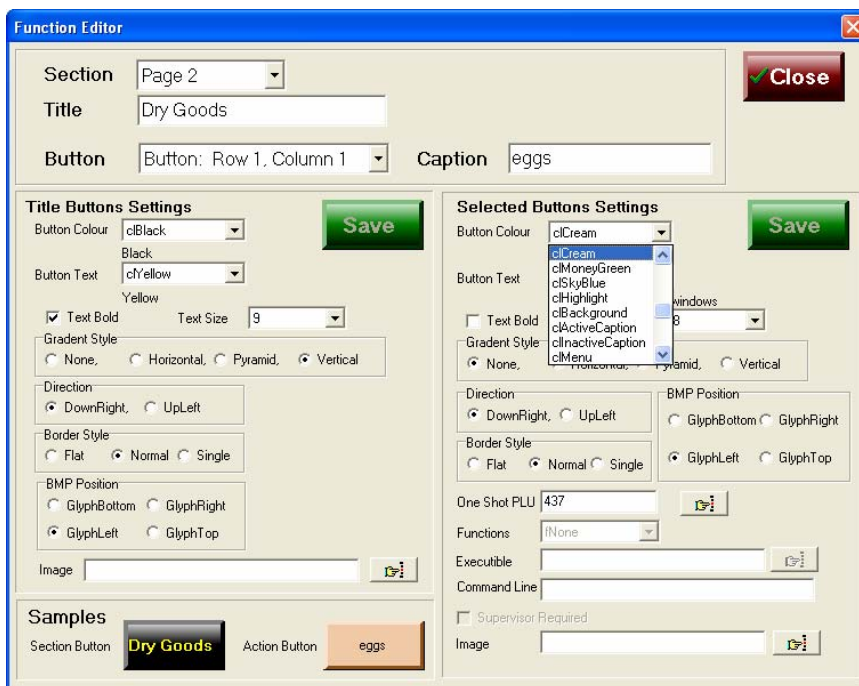 Function Editor
Section Page 2
Close
Title Dry Goods
Button Button: Row 1, Column 1 Caption eggs
Title Buttons Settings
Button Colour clBlack
Save
Black
Button Text clYellow
Yellow
Text Bold Text Size 9
Gradent Style
None, Horizontal, Pyramid, Vertical
Direction
DownRight, UpLeft
Border Style
Flat Normal Single
BMP Position
GlyphBottom GlyphRight
GlyphLeft GlyphTop
Image
Samples
Section Button Dry Goods Action Button eggs
Selected Buttons Settings
Button Colour clCream
Save
clCream
clMoneyGreen
clSkyBlue
clHighlight
clBackground
clActiveCaption
clInactiveCaption
clMenu
Button Text
windows
Text Bold 8
Gradent Style
None, Pyramid, Vertical
Direction
DownRight, UpLeft
Border Style
Flat Normal Single
BMP Position
GlyphBottom GlyphRight
GlyphLeft GlyphTop
One Shot PLU 437
Functions fNone
Executible
Command Line
Supervisor Required
Image